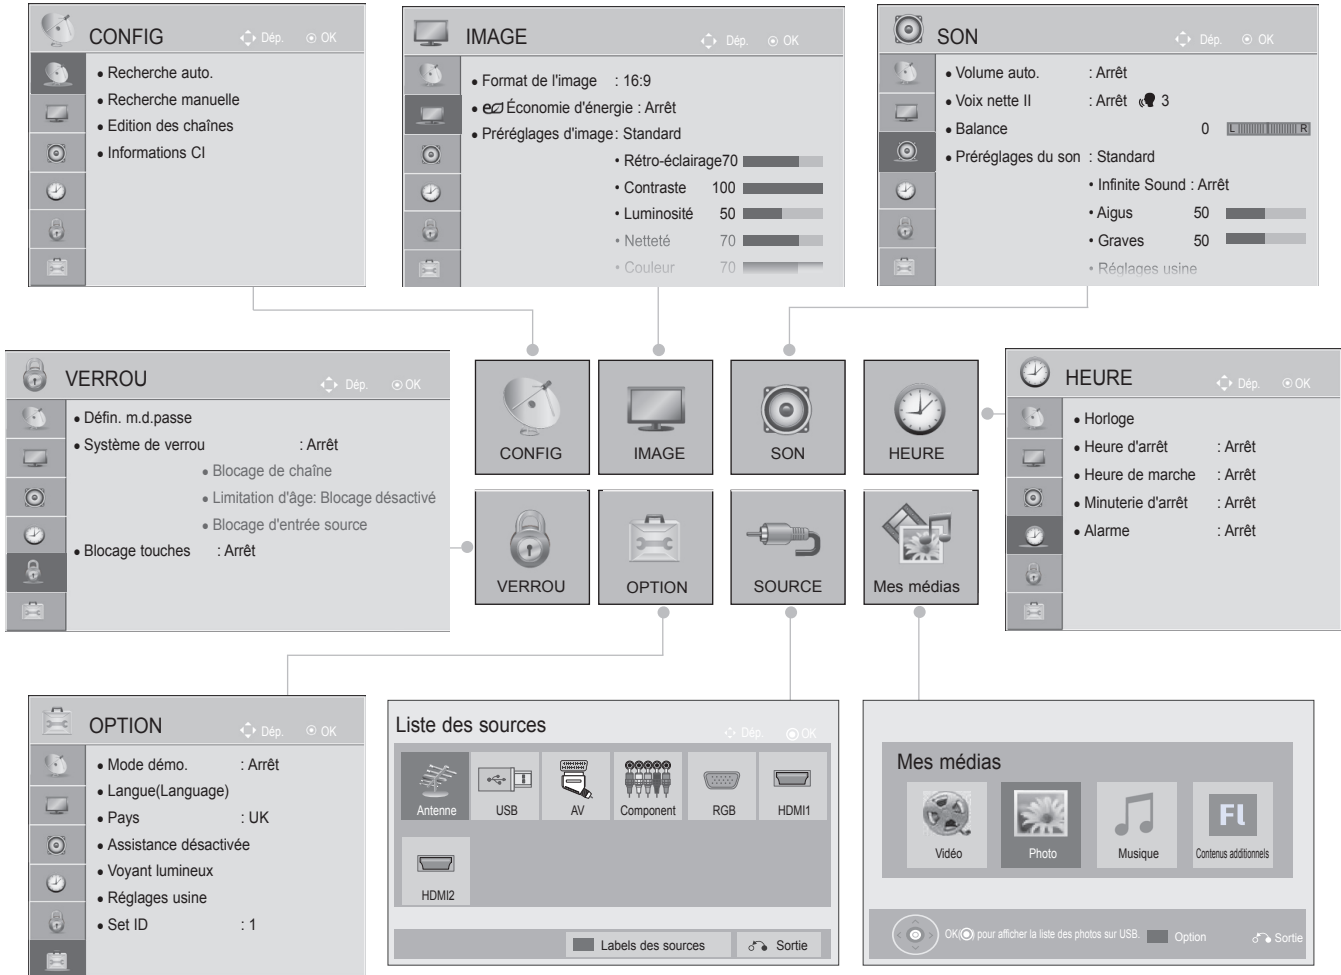 CONFIG
Dép. OK
• Recherche auto.
• Recherche manuelle
• Edition des chaînes
• Informations CI
IMAGE
Dép. OK
• Format de l'image : 16:9
• Économie d'énergie : Arrêt
• Préréglages d'image : Standard
• Rétro-éclairage70
• Contraste 100
• Luminosité 50
• Netteté 70
• Couleur 70
SON
Dép. OK
• Volume auto. : Arrêt
• Voix nette II : Arrêt 3
• Balance 0 L R
• Préréglages du son : Standard
• Infinite Sound : Arrêt
• Aigus 50
• Graves 50
• Réglages usine
VERROU
Dép. OK
• Défin. m.d.passe
• Système de verrou : Arrêt
• Blocage de chaîne
• Limitation d'âge: Blocage désactivé
• Blocage d'entrée source
• Blocage touches : Arrêt
CONFIG
IMAGE
SON
HEURE
VERROU
OPTION
SOURCE
Mes médias
HEURE
Dép. OK
• Horloge
• Heure d'arrêt : Arrêt
• Heure de marche : Arrêt
• Minuterie d'arrêt : Arrêt
• Alarme : Arrêt
OPTION
Dép. OK
• Mode démo. : Arrêt
• Langue(Language)
• Pays : UK
• Assistance désactivée
• Voyant lumineux
• Réglages usine
• Set ID : 1
Liste des sources
Dép. OK
Antenne
USB
AV
Component
RGB
HDMI1
HDMI2
Labels des sources
Sortie
Mes médias
Vidéo
Photo
Musique
FL
Contenus additionnels
OK( ) pour afficher la liste des photos sur USB.
Option
Sortie